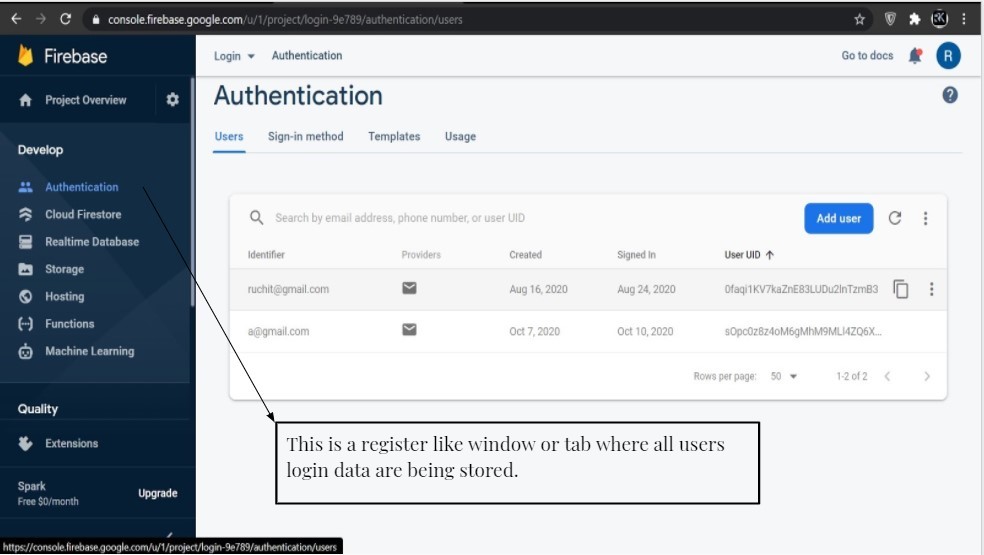 console.firebase.google.com/u/1/project/login-9e789/authentication/users
Firebase
Login Authentication Go to docs R
Project Overview
Authentication
Users Sign-in method Templates Usage
Develop
Authentication
Cloud Firestore
Realtime Database
Storage
Hosting
Functions
Machine Learning
Search by email address, phone number, or user UID Add user
Identifier Providers Created Signed In User UID
ruchit@gmail.com Aug 16, 2020 Aug 24, 2020 0faqi1KV7kaZnE83LUDu2InTzmB3
a@gmail.com Oct 7, 2020 Oct 10, 2020 sOpc0z8z4oM6gMhM9MLI4ZQ6X...
Rows per page: 50 1-2 of 2
Quality
Extensions
This is a register like window or tab where all users
login data are being stored.
Spark
Free $0/month Upgrade
https://console.firebase.google.com/u/1/project/login-9e789/authentication/users